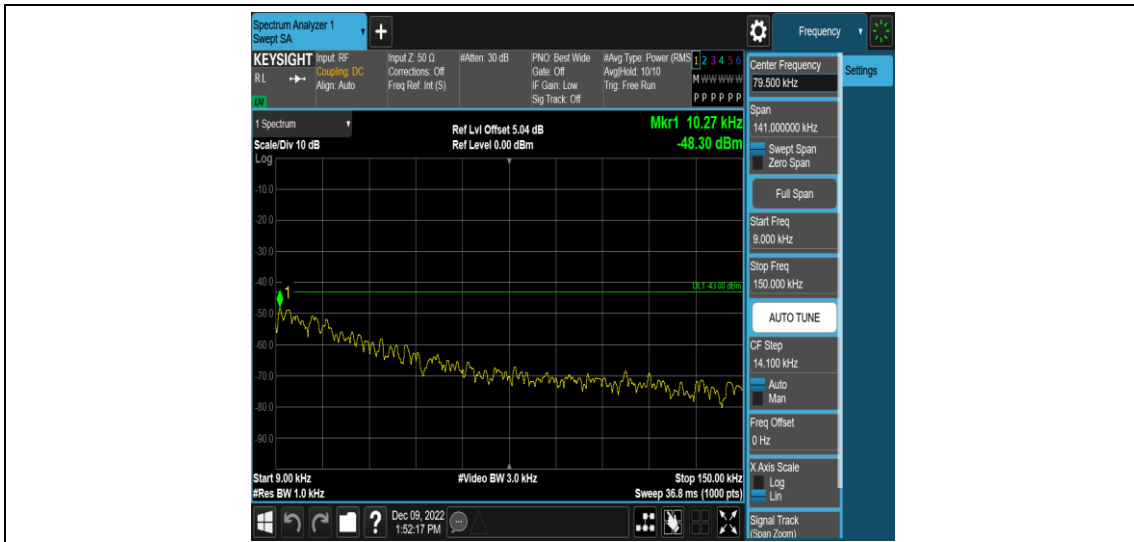 Spectrum Analyzer 1
Swept SA
+
Frequency
KEYSIGHT
RL
LM
Input: RF
Coupling: DC
Align: Auto
Input Z: 50 Ω
Corrections: Off
Freq Ref: Int (S)
#Atten: 30 dB
PNO: Best Wide
Gate: Off
IF Gain: Low
Sig Track: Off
#Avg Type: Power (RMS
Avg|Hold: 10/10
Trig: Free Run
1 2 3 4 5 6
M W W W W W
P P P P P P
1 Spectrum
Scale/Div 10 dB
Log
Ref Lvl Offset 5.04 dB
Ref Level 0.00 dBm
Mkr1 10.27 kHz
-48.30 dBm
-10.0
-20.0
-30.0
-40.0
DL1 -43.00 dBm
1
-50.0
-60.0
-70.0
-80.0
-90.0
Start 9.00 kHz
#Res BW 1.0 kHz
#Video BW 3.0 kHz
Stop 150.00 kHz
Sweep 36.8 ms (1000 pts)
Center Frequency
79.500 kHz
Settings
Span
141.000000 kHz
Swept Span
Zero Span
Full Span
Start Freq
9.000 kHz
Stop Freq
150.000 kHz
AUTO TUNE
CF Step
14.100 kHz
Auto
Man
Freq Offset
0 Hz
X Axis Scale
Log
Lin
Signal Track
(Span Zoom)
?
Dec 09, 2022
1:52:17 PM